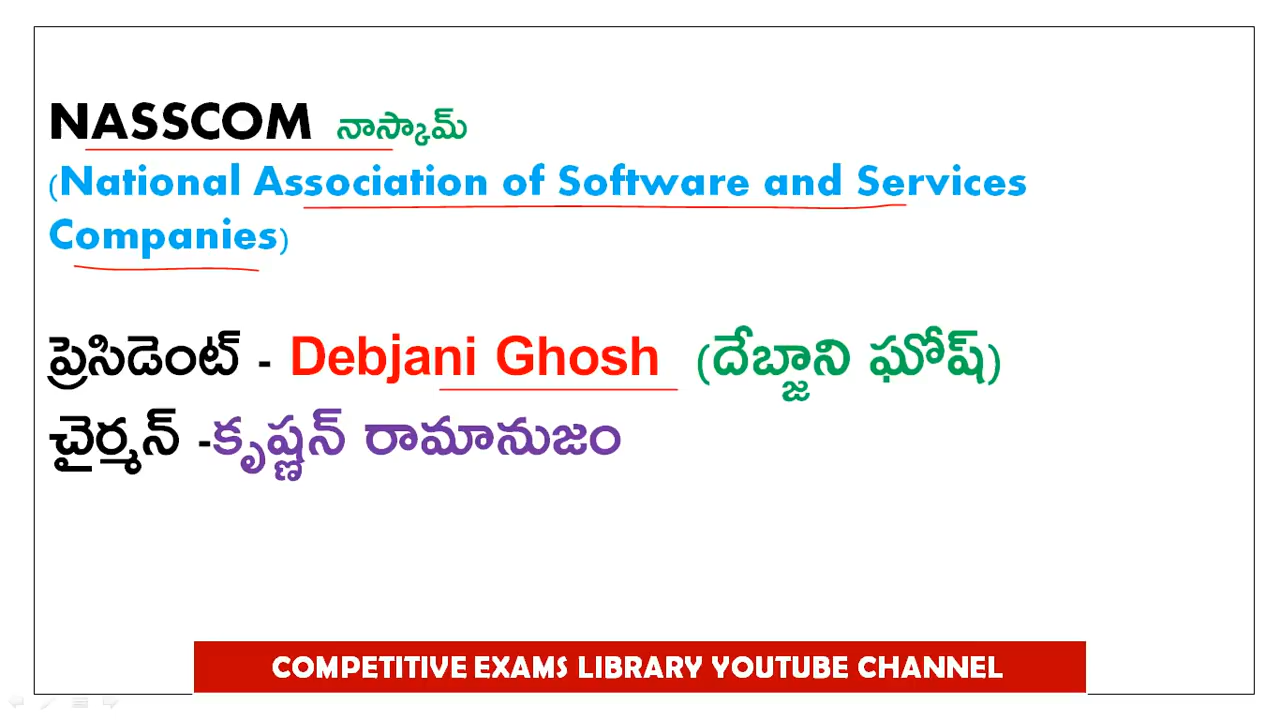 NASSCOM నాస్కామ్
(National Association of Software and Services
Companies)
ప్రెసిడెంట్ - Debjani Ghosh (దేబ్జాని ఘోష్)
చైర్మన్ -కృష్ణన్ రామానుజం
COMPETITIVE EXAMS LIBRARY YOUTUBE CHANNEL